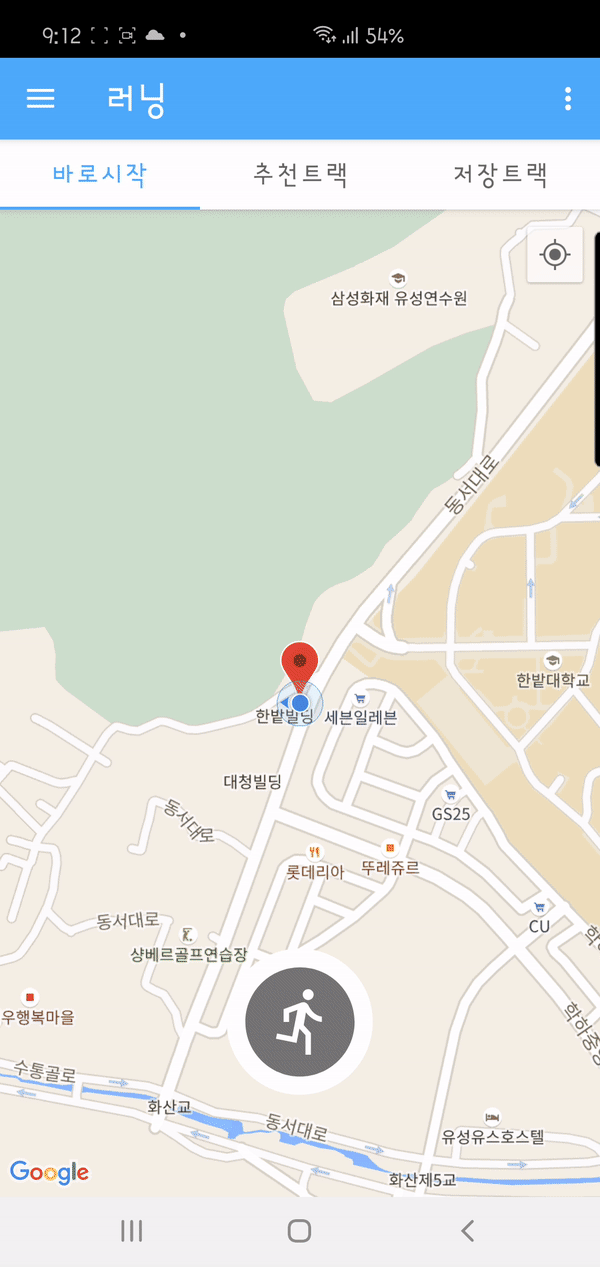 9:12
54%
러닝
바로시작
추천트랙
저장트랙
삼성화재 유성연수원
동서대로
한밭대학교
한밭빌딩
세븐일레븐
대청빌딩
GS25
동서대로
롯데리아
뚜레쥬르
동서대로
CU
샹베르골프연습장
우행복마을
학하중앙
수통골로
화산교
동서대로
유성유스호스텔
화산제5교
Google